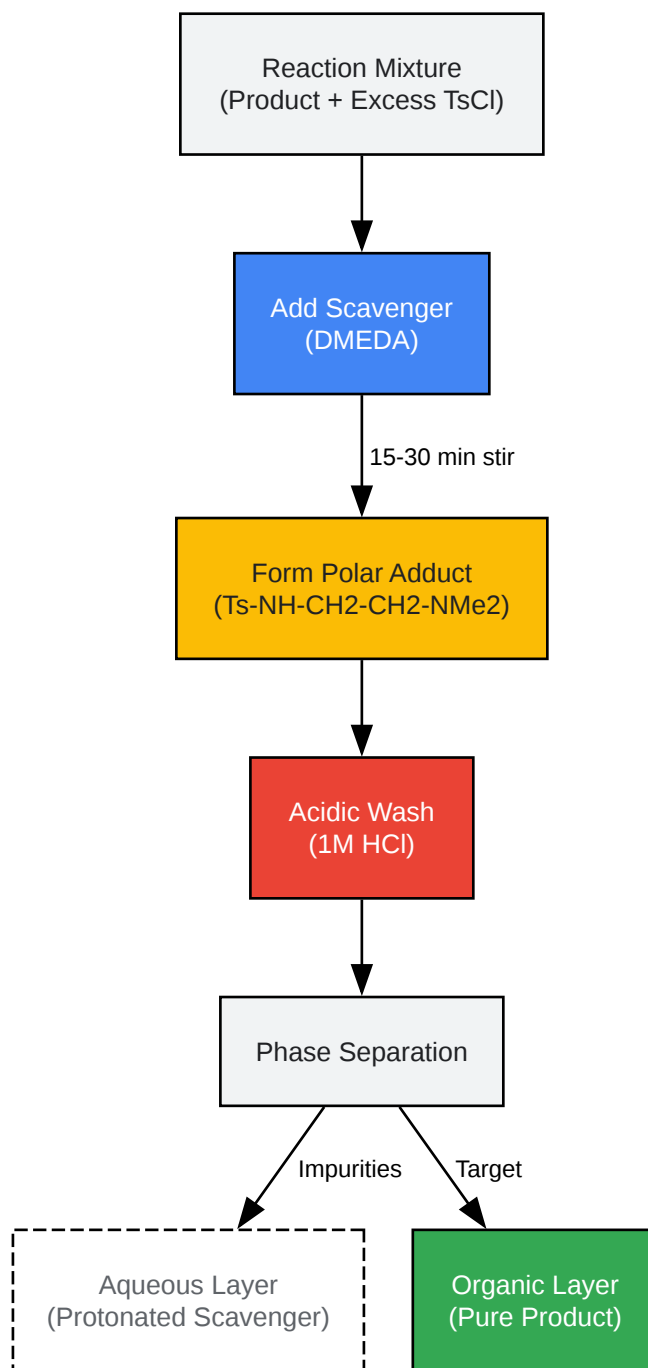 Reaction Mixture
(Product + Excess TsCl)
Add Scavenger
(DMEDA)
15-30 min stir
Form Polar Adduct
(Ts-NH-CH2-CH2-NMe2)
Acidic Wash
(1M HCl)
Phase Separation
Impurities
Target
Aqueous Layer
(Protonated Scavenger)
Organic Layer
(Pure Product)